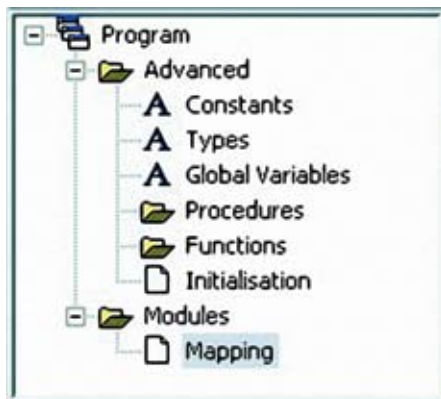 Program
Advanced
A Constants
A Types
A Global Variables
Procedures
Functions
Initialisation
Modules
Mapping